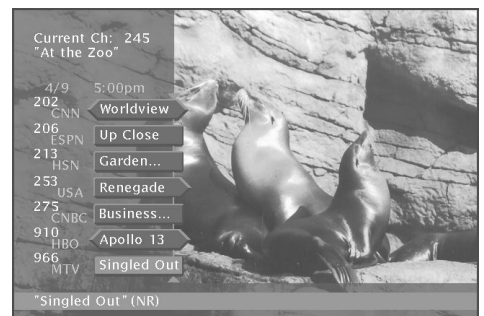 Current Ch: 245
"At the Zoo"
4/9 5:00pm
202 CNN Worldview
206 ESPN Up Close
213 HSN Garden...
253 USA Renegade
275 CNBC Business...
910 HBO Apollo 13
966 MTV Singled Out
"Singled Out" (NR)